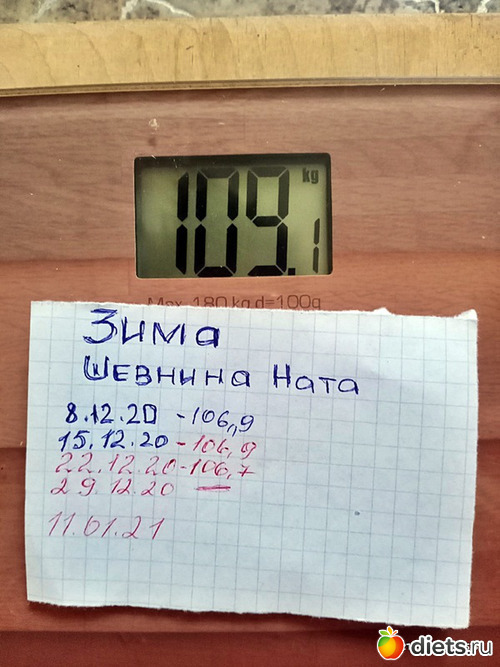 109.1 kg
Max. 180 kg d=100g
Зима
Шевнина Ната
8.12.20 - 106,9
15.12.20 - 106,9
22.12.20 - 106,7
29.12.20 —
11.01.21
diets.ru